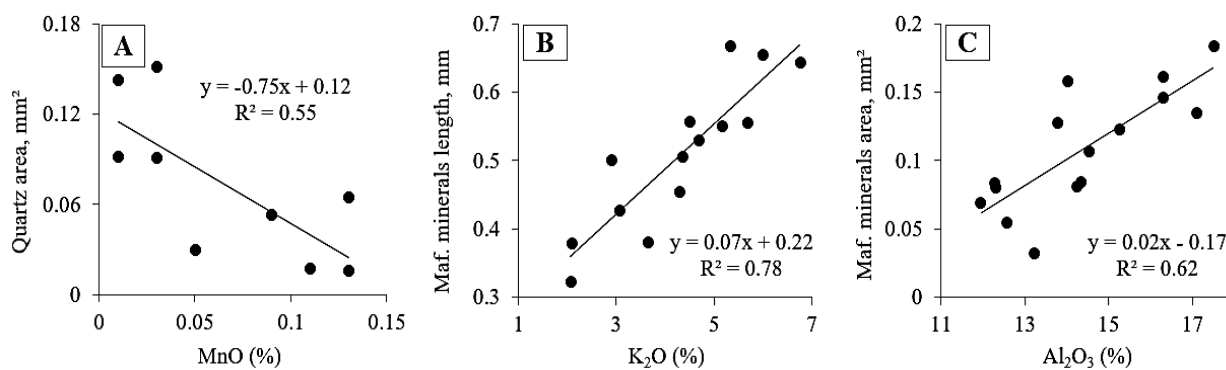 A
Quartz area, mm²
0.18
0.12
0.06
0
y = -0.75x + 0.12
R² = 0.55
0
0.05
0.1
0.15
MnO (%)
B
Maf. minerals length, mm
0.7
0.6
0.5
0.4
0.3
y = 0.07x + 0.22
R² = 0.78
1
3
5
7
K₂O (%)
C
Maf. minerals area, mm²
0.2
0.15
0.1
0.05
0
y = 0.02x - 0.17
R² = 0.62
11
13
15
17
Al₂O₃ (%)